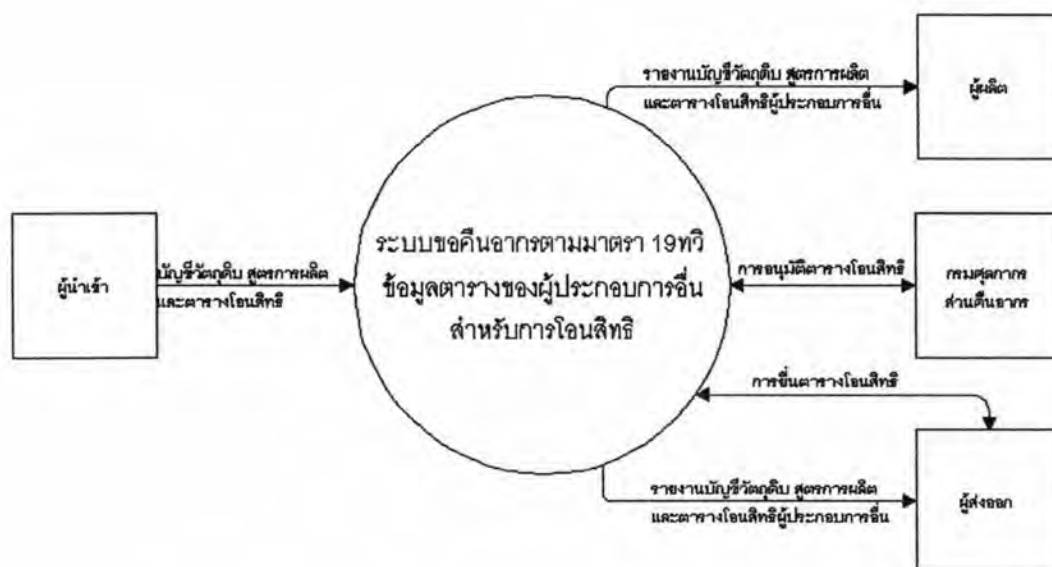 รายงานบัญชีวัตถุดิบ สูตรการผลิต
และตารางโอนสิทธิผู้ประกอบการอื่น
ผู้ผลิต
ผู้นำเข้า
บัญชีวัตถุดิบ สูตรการผลิต
และตารางโอนสิทธิ
ระบบขอคืนอากรตามมาตรา 19ทวิ
ข้อมูลตารางของผู้ประกอบการอื่น
สำหรับการโอนสิทธิ
การอนุมัติตารางโอนสิทธิ
กรมศุลกากร
ส่วนคืนอากร
การยื่นตารางโอนสิทธิ
รายงานบัญชีวัตถุดิบ สูตรการผลิต
และตารางโอนสิทธิผู้ประกอบการอื่น
ผู้ส่งออก